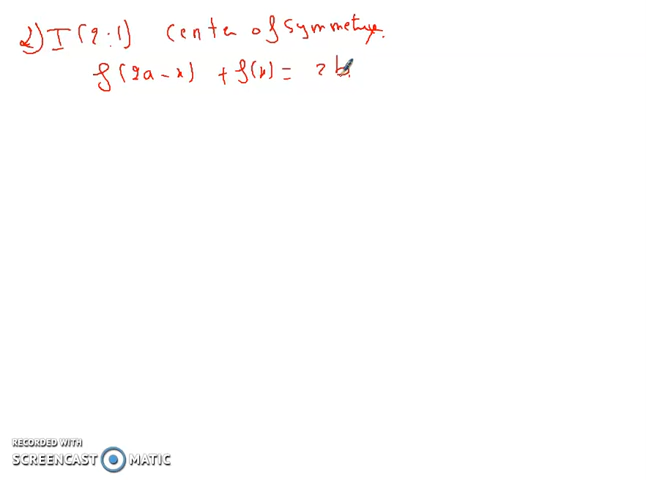 2) I(2;1) center of symmetry.
f(2a-x) + f(x) = 2b
RECORDED WITH
SCREENCAST MATIC